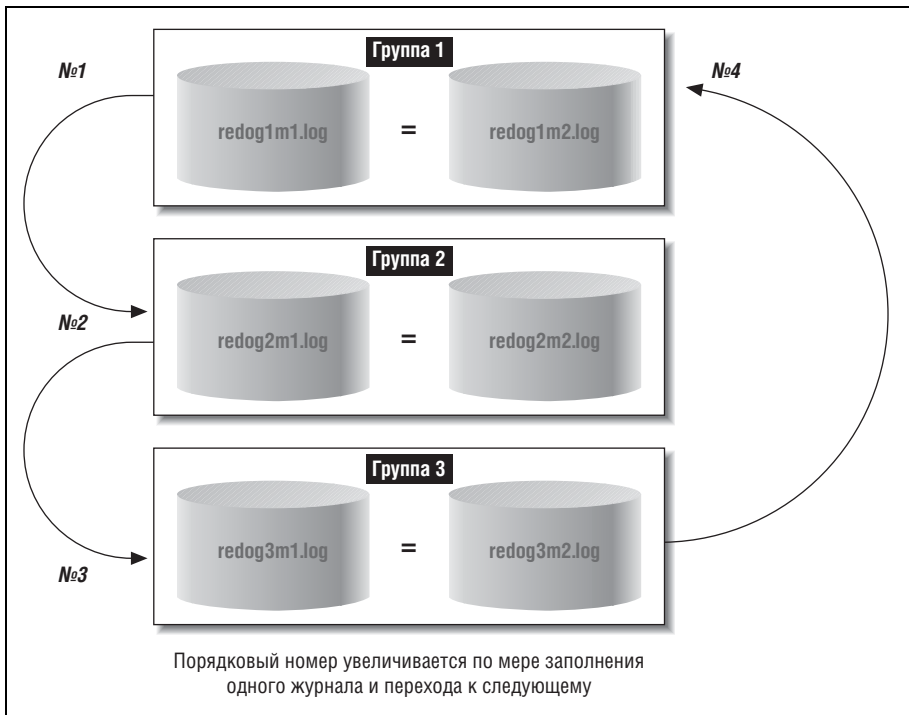 Группа 1
№1
№4
redog1m1.log
=
redog1m2.log
Группа 2
№2
redog2m1.log
=
redog2m2.log
Группа 3
redog3m1.log
=
redog3m2.log
№3
Порядковый номер увеличивается по мере заполнения
одного журнала и перехода к следующему